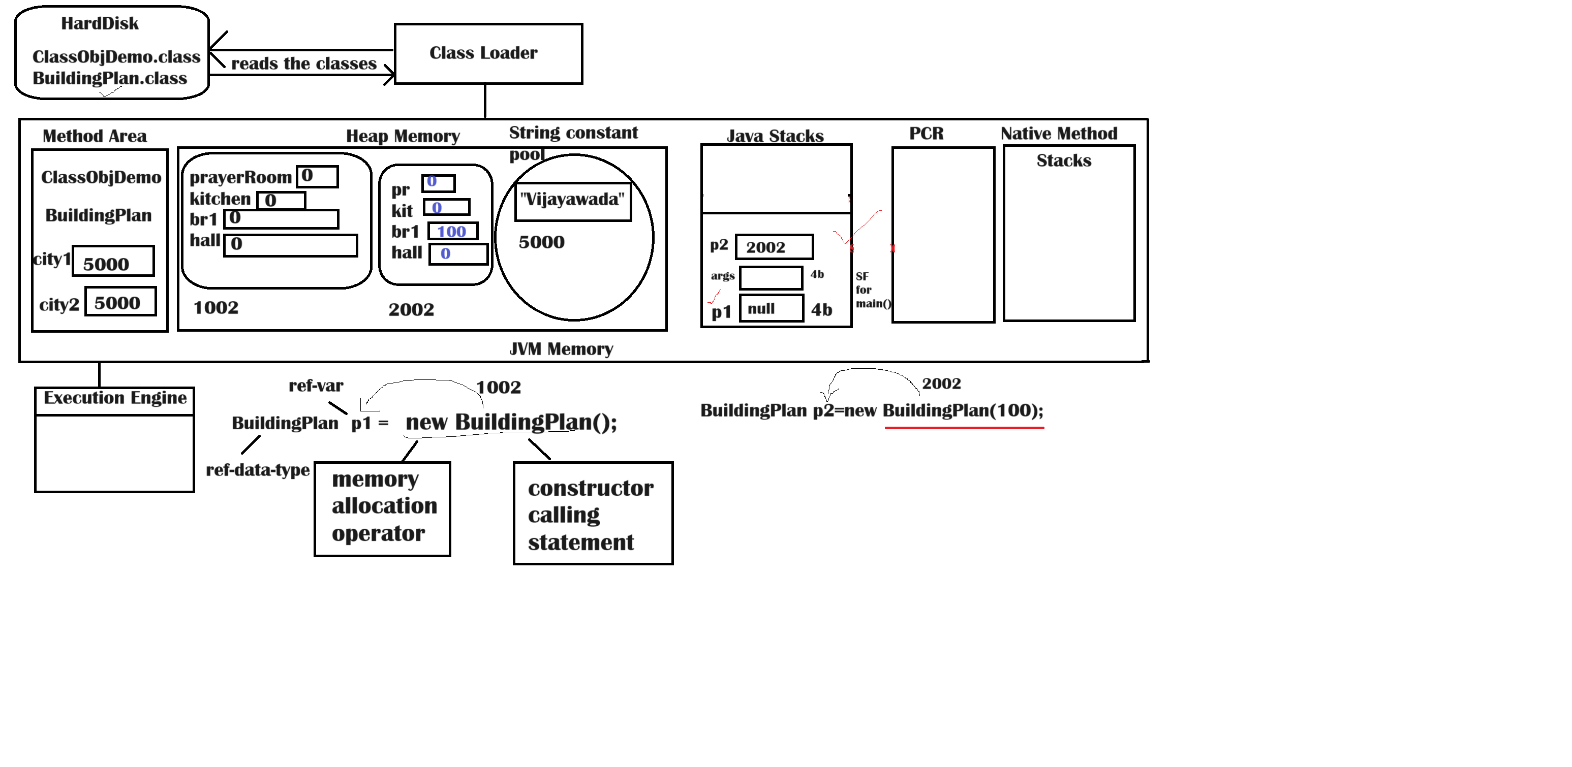 HardDisk
ClassObjDemo.class
BuildingPlan.class
reads the classes
Class Loader
Method Area
ClassObjDemo
BuildingPlan
city1 5000
city2 5000
Heap Memory
prayerRoom 0
kitchen 0
br1 0
hall 0
1002
pr 0
kit 0
br1 100
hall 0
2002
String constant
pool
"Vijayawada"
5000
Java Stacks
p2 2002
args 4b
p1 null 4b
SF
for
main()
PCR
Native Method
Stacks
JVM Memory
Execution Engine
ref-var
1002
BuildingPlan p1 = new BuildingPlan();
ref-data-type
memory
allocation
operator
constructor
calling
statement
2002
BuildingPlan p2=new BuildingPlan(100);